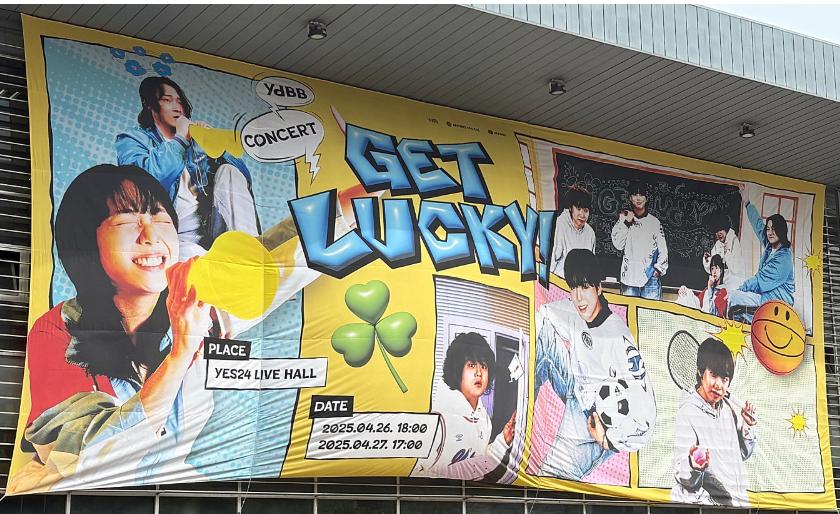 YdBB
CONCERT
GET
LUCKY!
PLACE
YES24 LIVE HALL
DATE
2025.04.26. 18:00
2025.04.27. 17:00